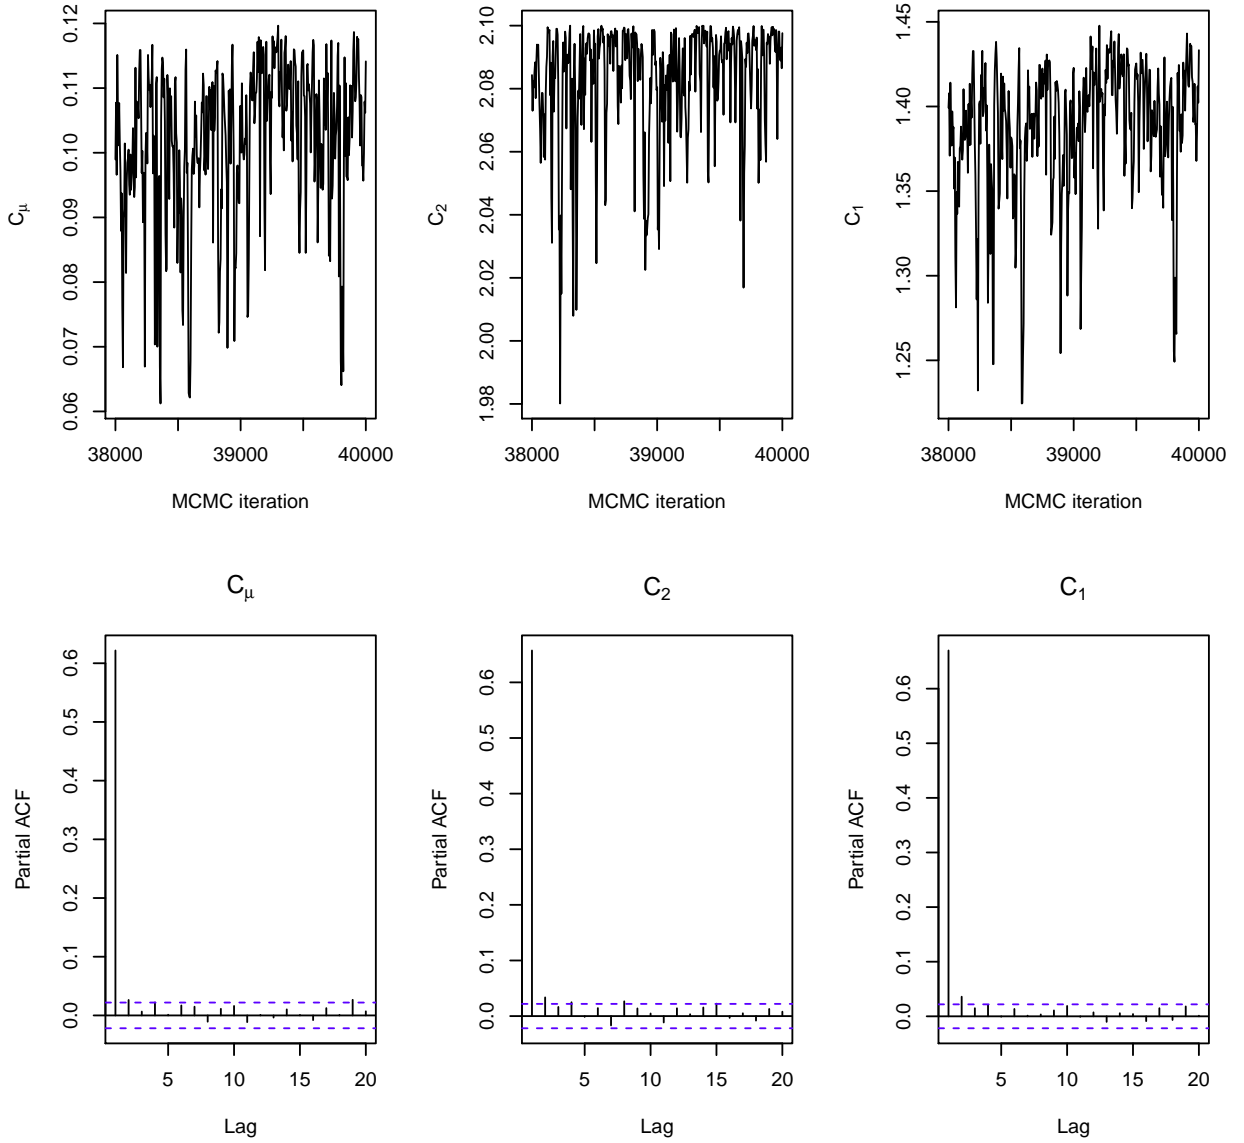 C_μ
0.06 0.07 0.08 0.09 0.10 0.11 0.12
38000 39000 40000
MCMC iteration
C_2
1.98 2.00 2.02 2.04 2.06 2.08 2.10
38000 39000 40000
MCMC iteration
C_1
1.25 1.30 1.35 1.40 1.45
38000 39000 40000
MCMC iteration
C_μ
Partial ACF
0.0 0.1 0.2 0.3 0.4 0.5 0.6
5 10 15 20
Lag
C_2
Partial ACF
0.0 0.1 0.2 0.3 0.4 0.5 0.6
5 10 15 20
Lag
C_1
Partial ACF
0.0 0.1 0.2 0.3 0.4 0.5 0.6
5 10 15 20
Lag